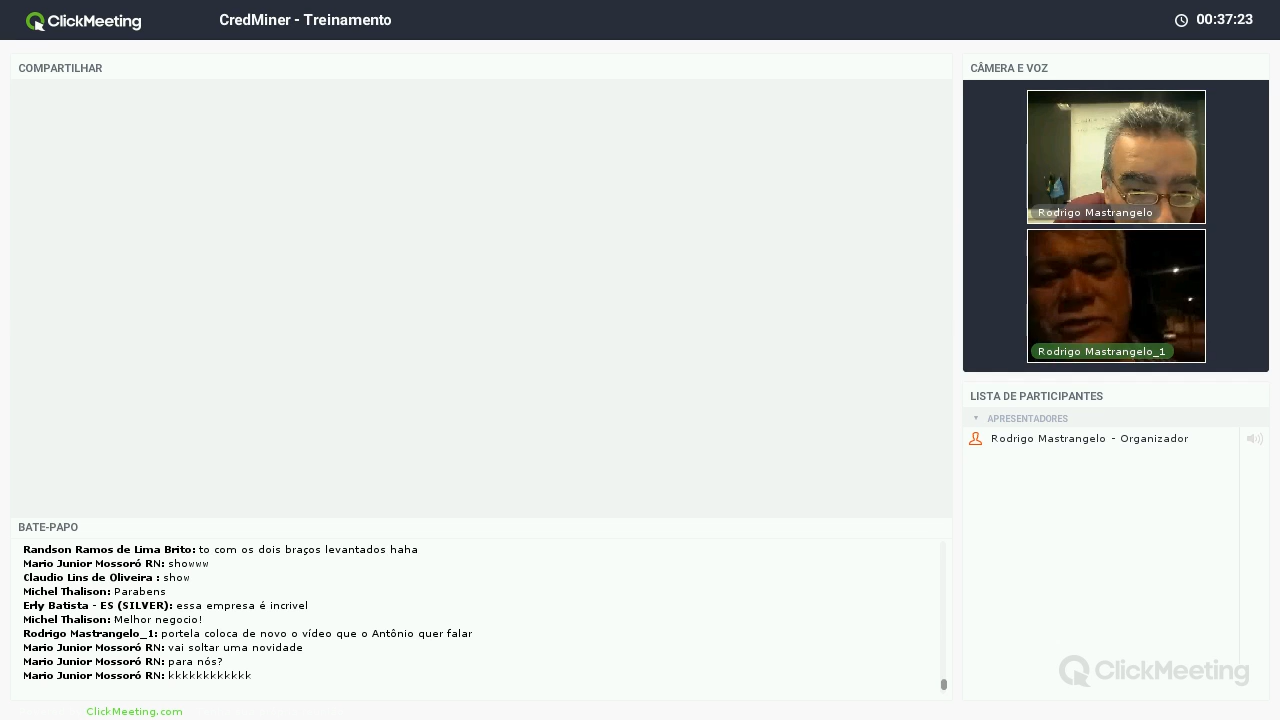 ClickMeeting
CredMiner - Treinamento
00:37:23
COMPARTILHAR
CÂMERA E VOZ
Rodrigo Mastrangelo
Rodrigo Mastrangelo_1
LISTA DE PARTICIPANTES
APRESENTADORES
Rodrigo Mastrangelo - Organizador
BATE-PAPO
Randson Ramos de Lima Brito: to com os dois braços levantados haha
Mario Junior Mossoró RN: showww
Claudio Lins de Oliveira : show
Michel Thalison: Parabens
Erly Batista - ES (SILVER): essa empresa é incrivel
Michel Thalison: Melhor negocio!
Rodrigo Mastrangelo_1: portela coloca de novo o vídeo que o Antônio quer falar
Mario Junior Mossoró RN: vai soltar uma novidade
Mario Junior Mossoró RN: para nós?
Mario Junior Mossoró RN: kkkkkkkkkkkk
ClickMeeting
ClickMeeting.com